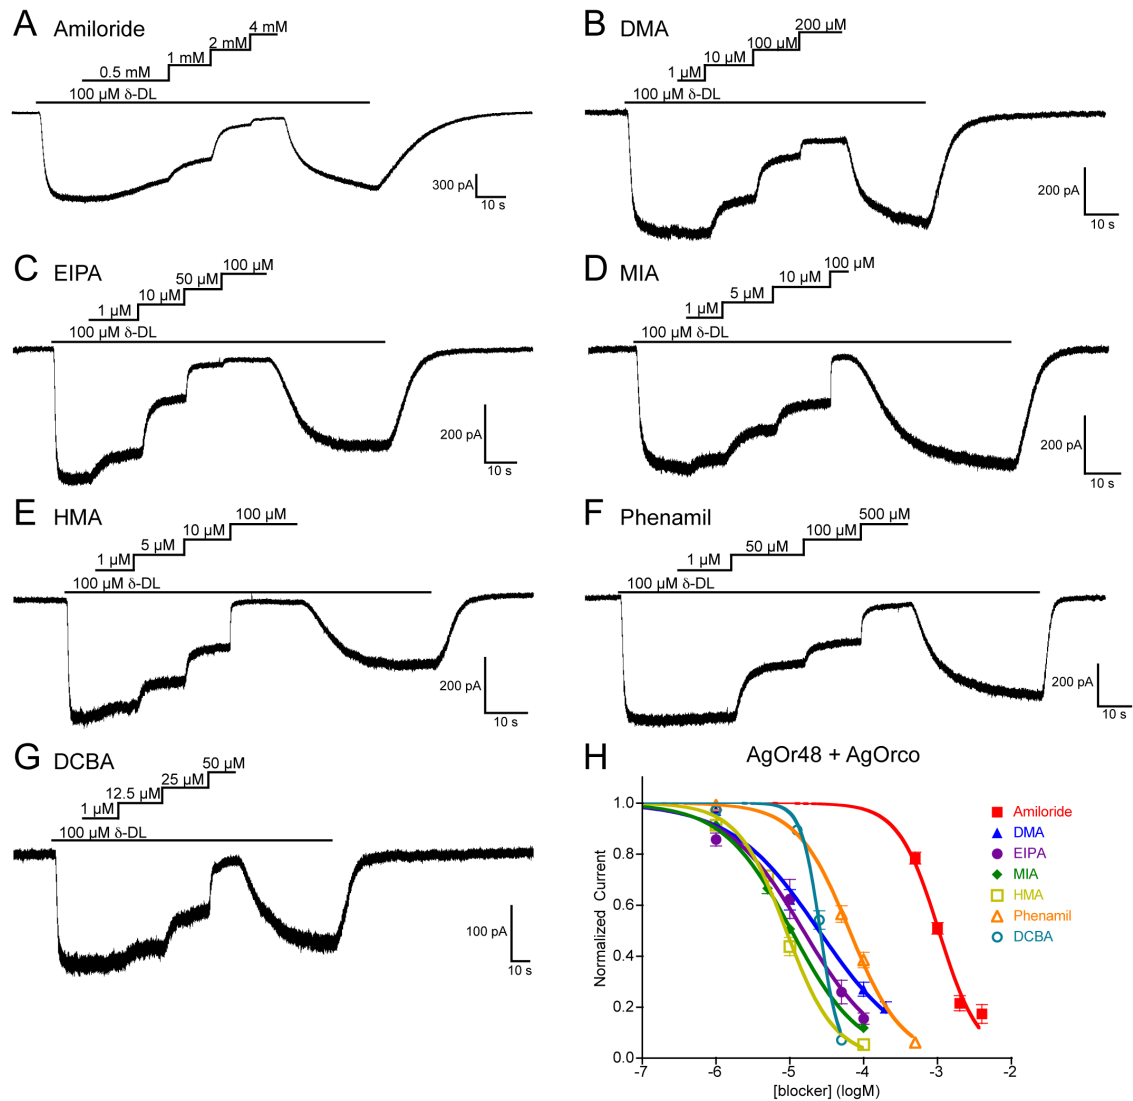 A Amiloride
4 mM
2 mM
1 mM
0.5 mM
100 µM δ-DL
300 pA
10 s
B DMA
200 µM
100 µM
10 µM
1 µM
100 µM δ-DL
200 pA
10 s
C EIPA
100 µM
50 µM
10 µM
1 µM
100 µM δ-DL
200 pA
10 s
D MIA
100 µM
10 µM
5 µM
1 µM
100 µM δ-DL
200 pA
10 s
E HMA
100 µM
10 µM
5 µM
1 µM
100 µM δ-DL
200 pA
10 s
F Phenamil
500 µM
100 µM
50 µM
1 µM
100 µM δ-DL
200 pA
10 s
G DCBA
50 µM
25 µM
12.5 µM
1 µM
100 µM δ-DL
100 pA
10 s
H AgOr48 + AgOrco
Normalized Current
1.0
0.8
0.6
0.4
0.2
0.0
-7 -6 -5 -4 -3 -2
[blocker] (logM)
Amiloride
DMA
EIPA
MIA
HMA
Phenamil
DCBA